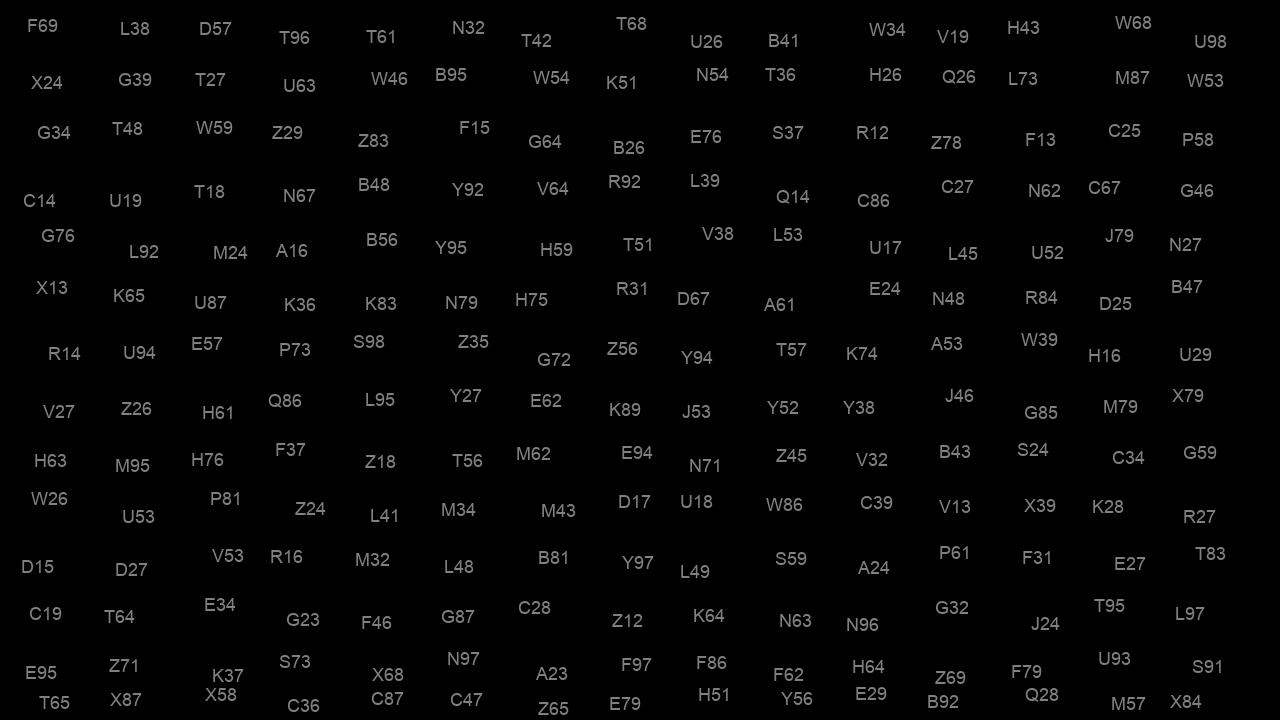 F69 L38 D57 T96 T61 N32 T42 T68 U26 B41 W34 V19 H43 W68 U98
X24 G39 T27 U63 W46 B95 W54 K51 N54 T36 H26 Q26 L73 M87 W53
G34 T48 W59 Z29 Z83 F15 G64 B26 E76 S37 R12 Z78 F13 C25 P58
C14 U19 T18 N67 B48 Y92 V64 R92 L39 Q14 C86 C27 N62 C67 G46
G76 L92 M24 A16 B56 Y95 H59 T51 V38 L53 U17 L45 U52 J79 N27
X13 K65 U87 K36 K83 N79 H75 R31 D67 A61 E24 N48 R84 D25 B47
R14 U94 E57 P73 S98 Z35 G72 Z56 Y94 T57 K74 A53 W39 H16 U29
V27 Z26 H61 Q86 L95 Y27 E62 K89 J53 Y52 Y38 J46 G85 M79 X79
H63 M95 H76 F37 Z18 T56 M62 E94 N71 Z45 V32 B43 S24 C34 G59
W26 U53 P81 Z24 L41 M34 M43 D17 U18 W86 C39 V13 X39 K28 R27
D15 D27 V53 R16 M32 L48 B81 Y97 L49 S59 A24 P61 F31 E27 T83
C19 T64 E34 G23 F46 G87 C28 Z12 K64 N63 N96 G32 J24 T95 L97
E95 Z71 K37 S73 X68 N97 A23 F97 F86 F62 H64 Z69 F79 U93 S91
T65 X87 X58 C36 C87 C47 Z65 E79 H51 Y56 E29 B92 Q28 M57 X84